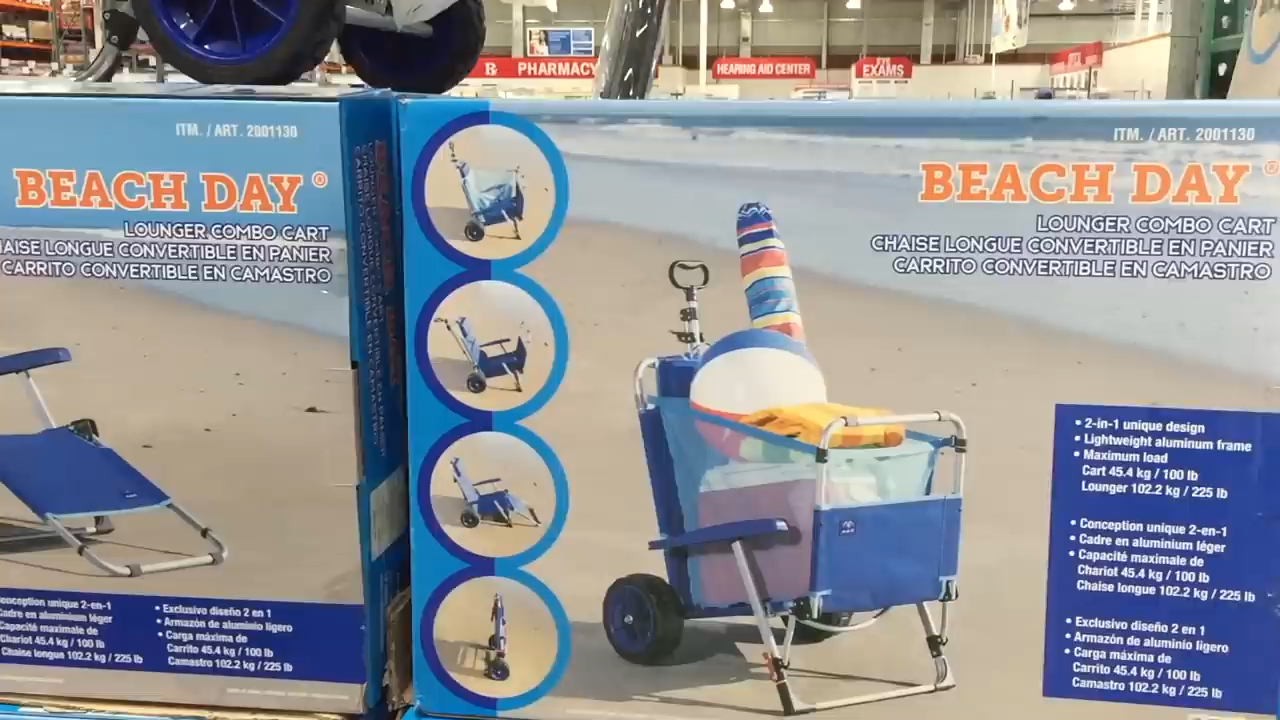 ℞ PHARMACY
HEARING AID CENTER
EYE EXAMS
ITM. / ART. 2001130
BEACH DAY®
LOUNGER COMBO CART
CHAISE LONGUE CONVERTIBLE EN PANIER
CARRITO CONVERTIBLE EN CAMASTRO
onception unique 2-en-1
Cadre en aluminium léger
Capacité maximale de
Chariot 45.4 kg / 100 lb
Chaise longue 102.2 kg / 225 lb
• Exclusivo diseño 2 en 1
• Armazón de aluminio ligero
• Carga máxima de
Carrito 45.4 kg / 100 lb
Camastro 102.2 kg / 225 lb
ITM. / ART. 2001130
BEACH DAY®
LOUNGER COMBO CART
CHAISE LONGUE CONVERTIBLE EN PANIER
CARRITO CONVERTIBLE EN CAMASTRO
• 2-in-1 unique design
• Lightweight aluminum frame
• Maximum load
Cart 45.4 kg / 100 lb
Lounger 102.2 kg / 225 lb
• Conception unique 2-en-1
• Cadre en aluminium léger
• Capacité maximale de
Chariot 45.4 kg / 100 lb
Chaise longue 102.2 kg / 225 lb
• Exclusivo diseño 2 en 1
• Armazón de aluminio ligero
• Carga máxima de
Carrito 45.4 kg / 100 lb
Camastro 102.2 kg / 225 lb